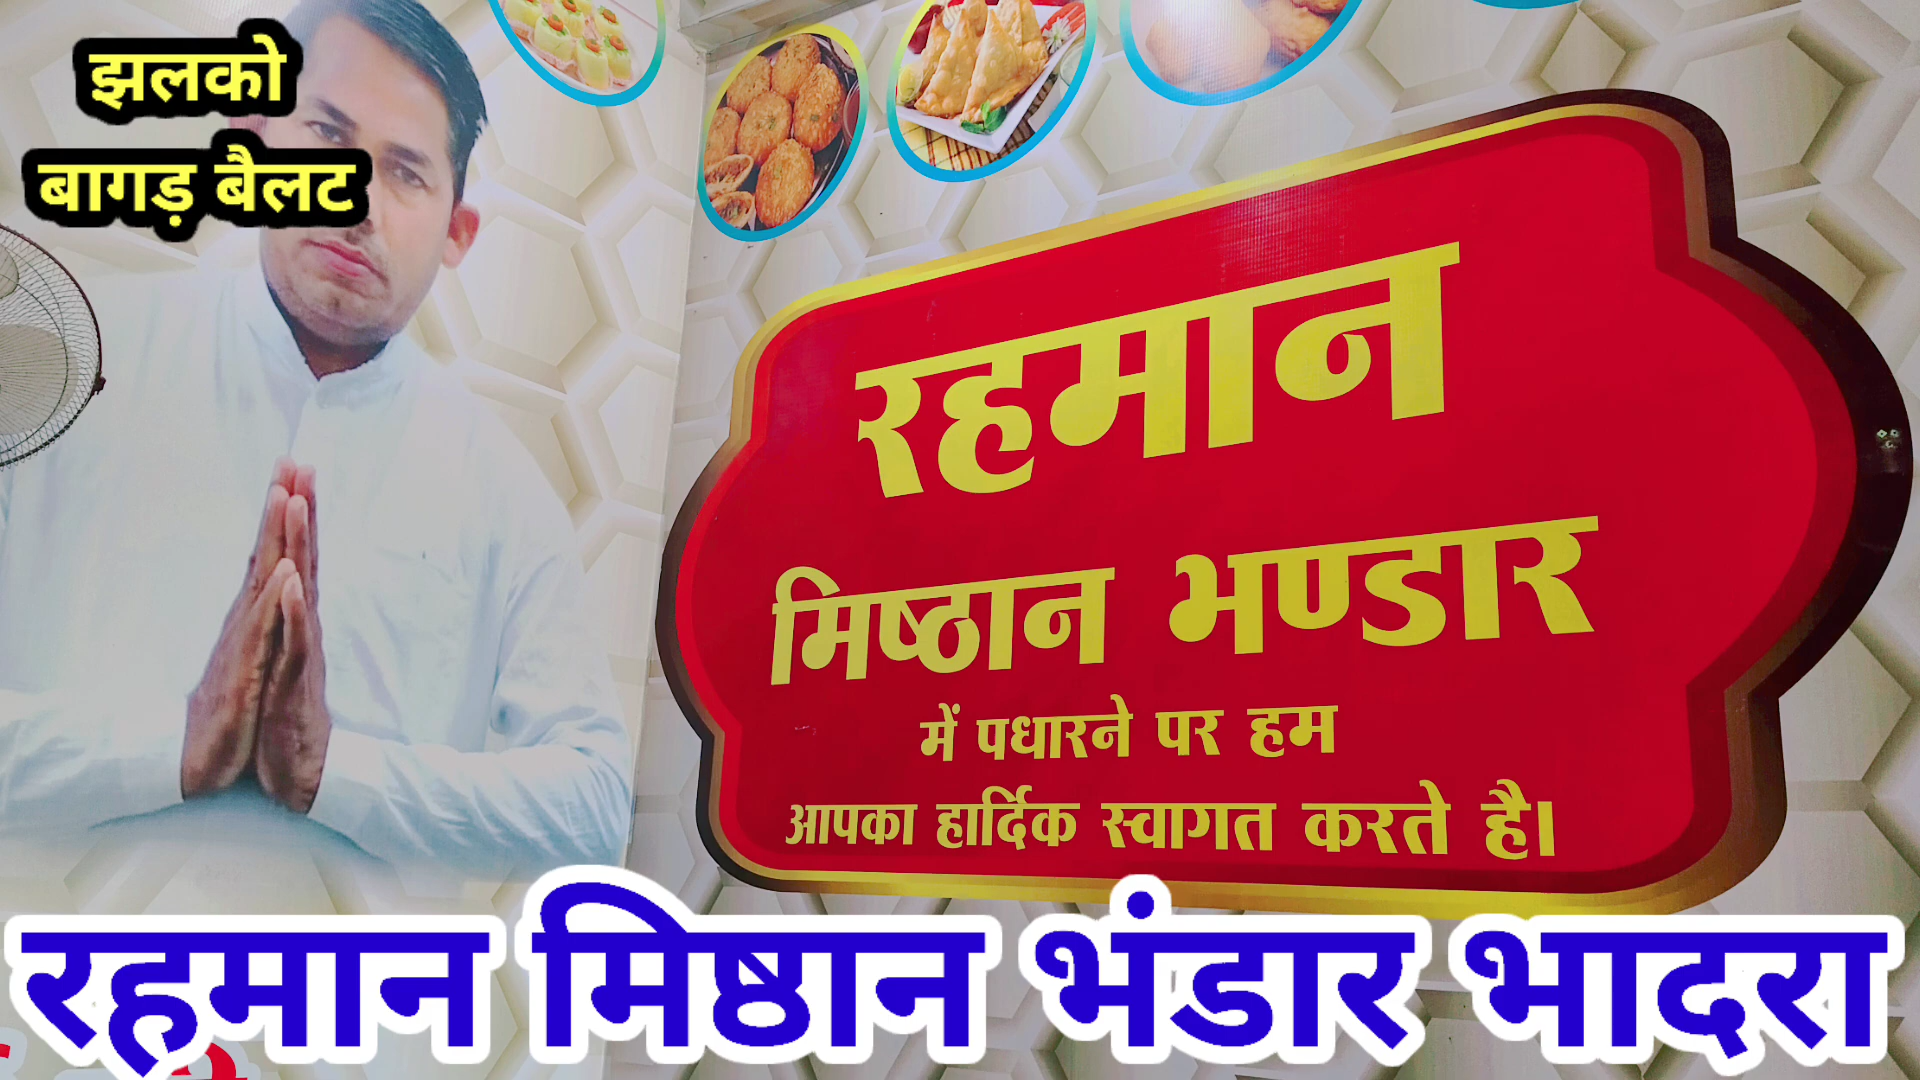 झलको
बागड़ बैलट
रहमान
मिष्ठान भण्डार
में पधारने पर हम
आपका हार्दिक स्वागत करते है।
रहमान मिष्ठान भंडार भादरा